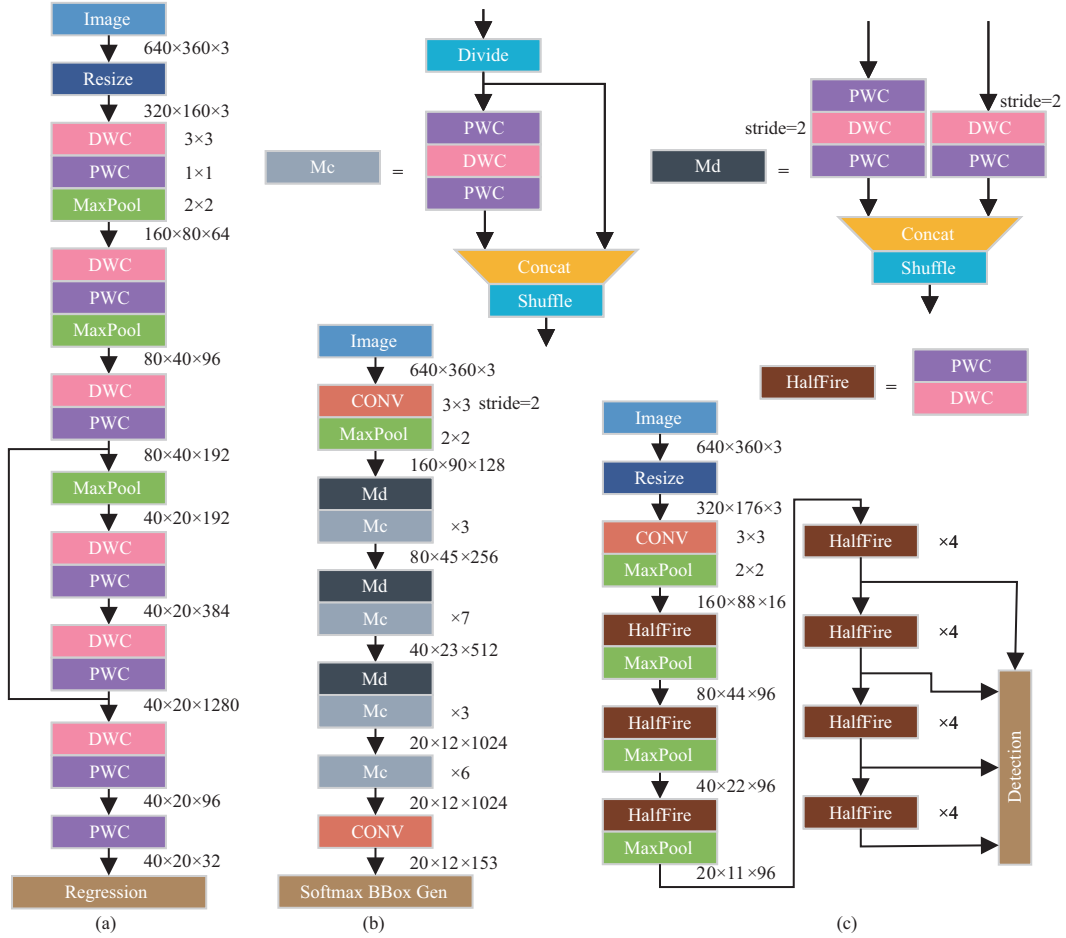 Image
640×360×3
Resize
320×160×3
DWC 3×3
PWC 1×1
MaxPool 2×2
160×80×64
DWC
PWC
MaxPool
80×40×96
DWC
PWC
80×40×192
MaxPool
40×20×192
DWC
PWC
40×20×384
DWC
PWC
40×20×1280
DWC
PWC
40×20×96
PWC
40×20×32
Regression
(a)
Divide
PWC
DWC
PWC
Mc =
Concat
Shuffle
Image
640×360×3
CONV 3×3 stride=2
MaxPool 2×2
160×90×128
Md
Mc ×3
80×45×256
Md
Mc ×7
40×23×512
Md
Mc ×3
20×12×1024
Mc ×6
20×12×1024
CONV
20×12×153
Softmax BBox Gen
(b)
PWC
stride=2 DWC
PWC
stride=2
DWC
PWC
Md =
Concat
Shuffle
HalfFire =
PWC
DWC
Image
640×360×3
Resize
320×176×3
CONV 3×3
MaxPool 2×2
160×88×16
HalfFire
MaxPool
80×44×96
HalfFire
MaxPool
40×22×96
HalfFire
MaxPool
20×11×96
HalfFire ×4
HalfFire ×4
HalfFire ×4
HalfFire ×4
Detection
(c)